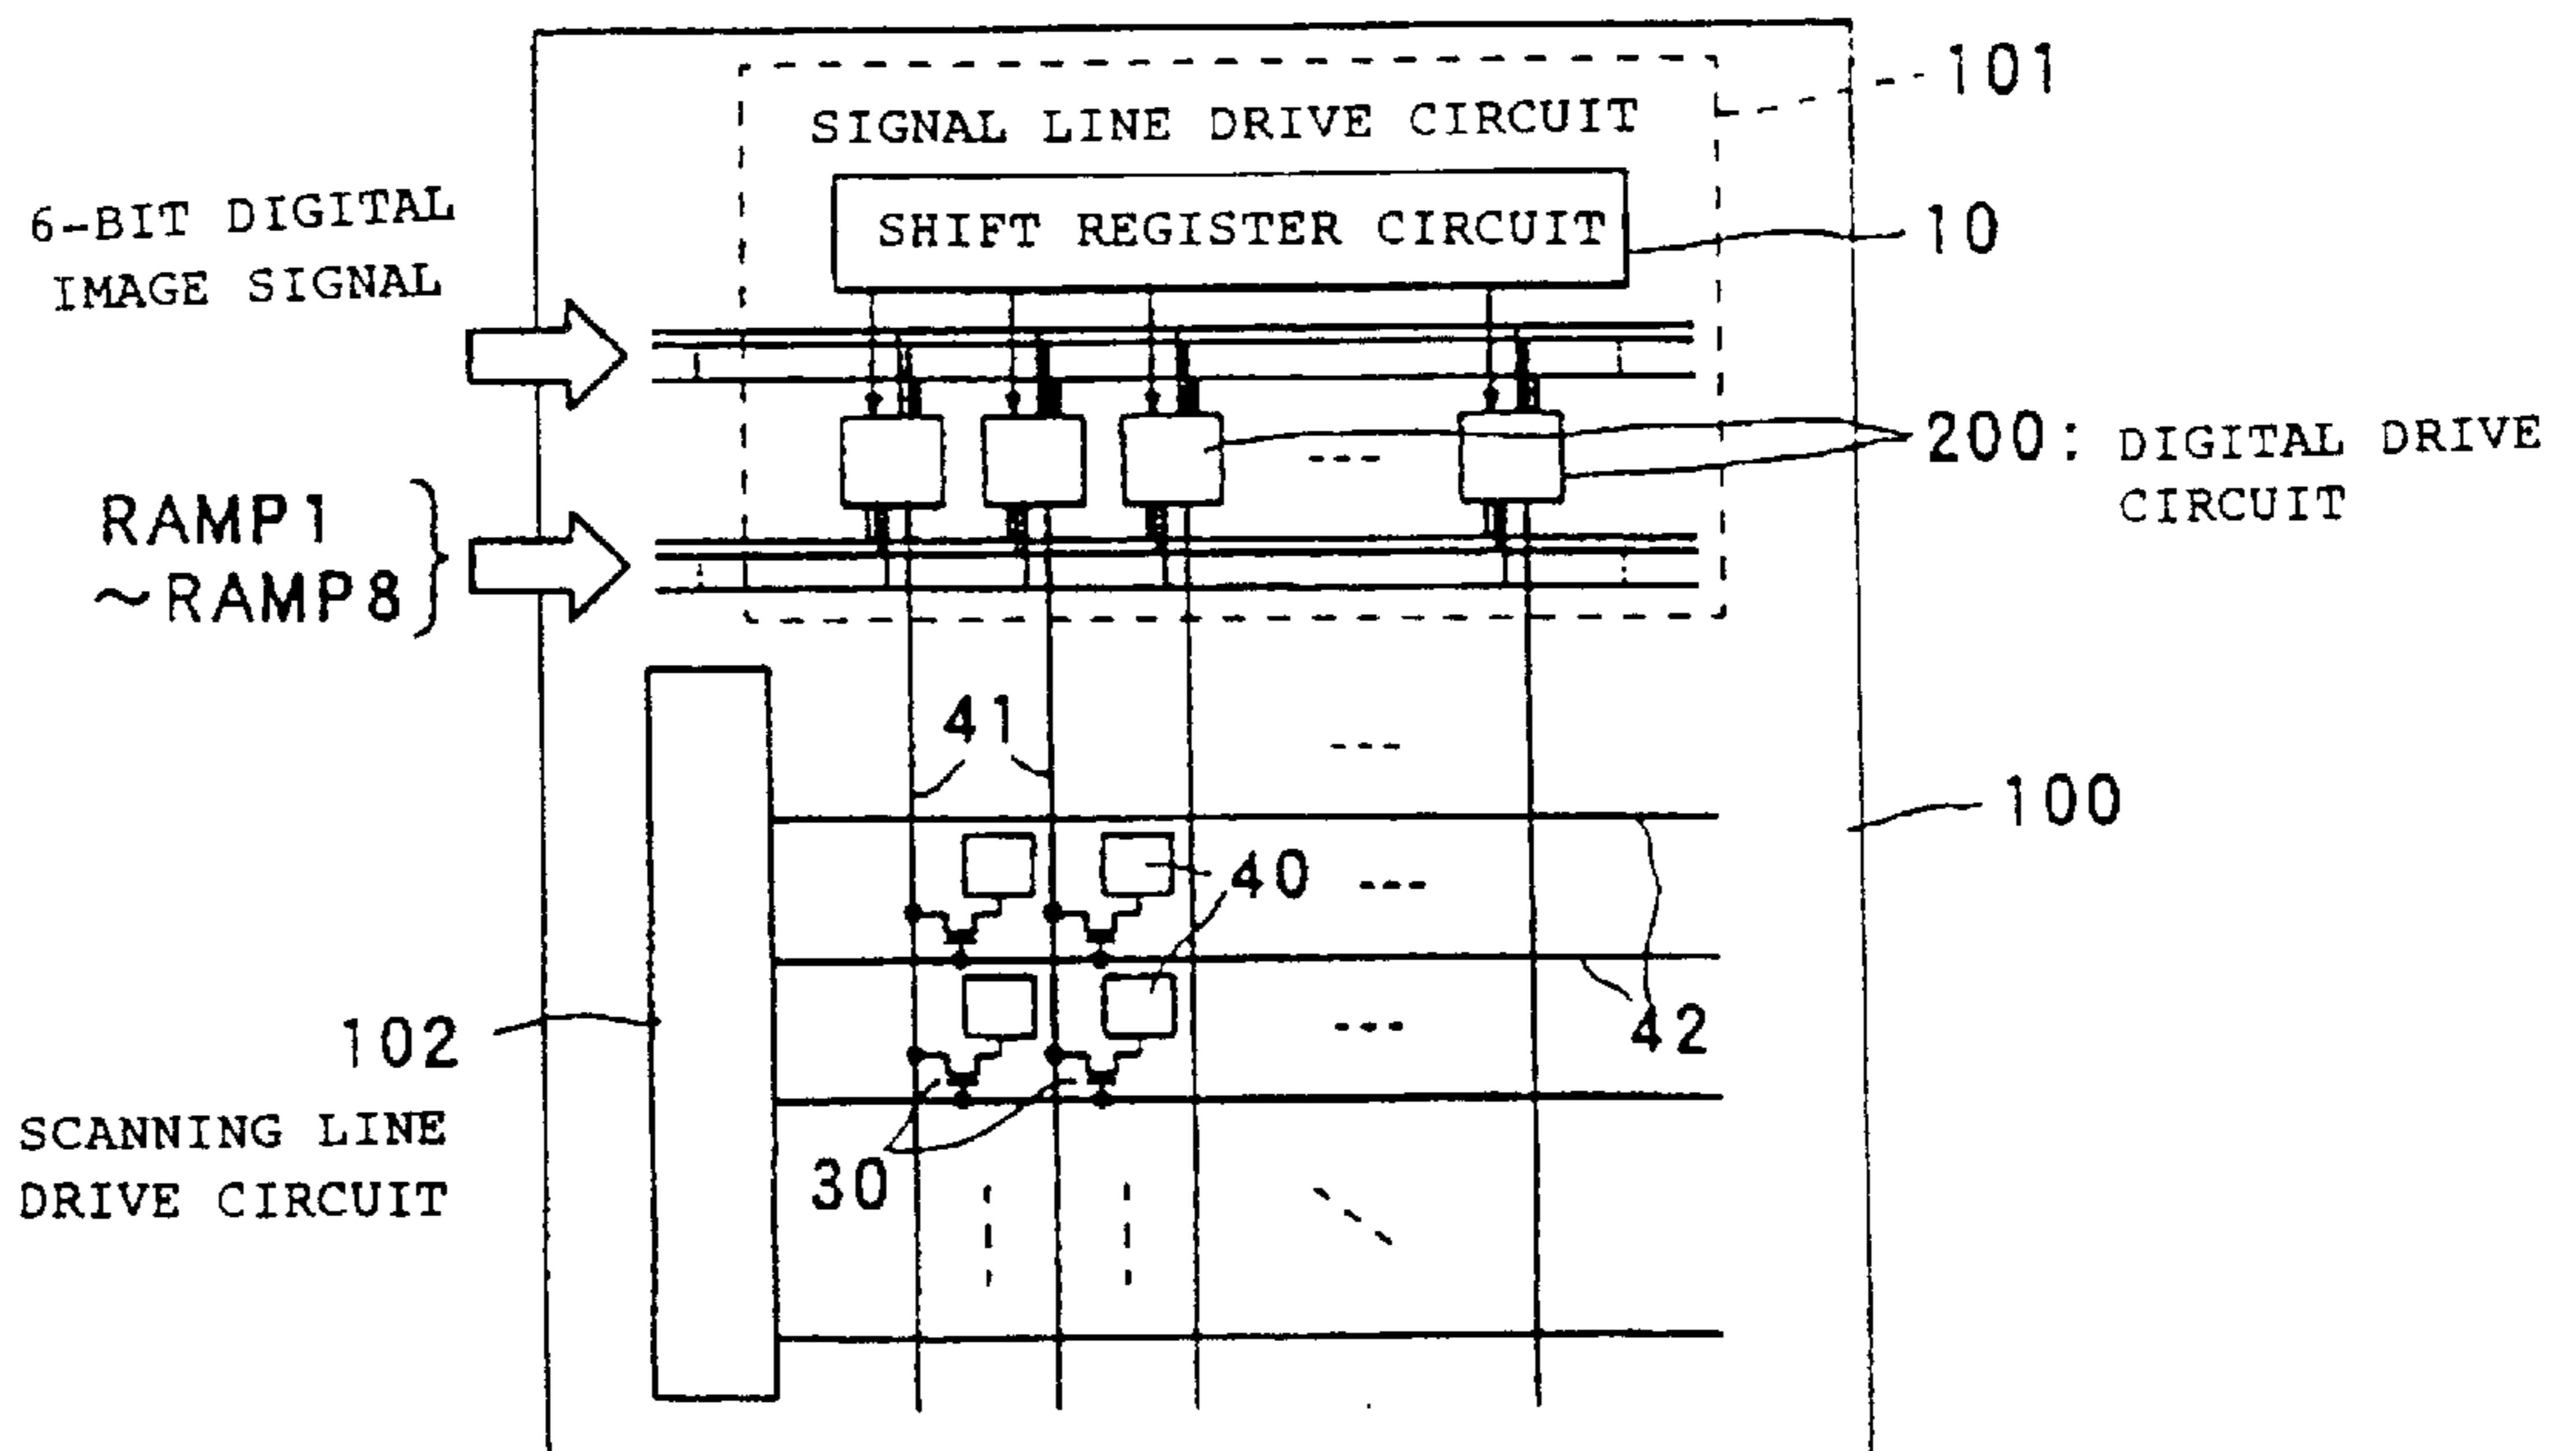 101
SIGNAL LINE DRIVE CIRCUIT
6-BIT DIGITAL
IMAGE SIGNAL
SHIFT REGISTER CIRCUIT
10
200: DIGITAL DRIVE
CIRCUIT
RAMP1
~RAMP8
41
100
40
42
102
SCANNING LINE
DRIVE CIRCUIT
30